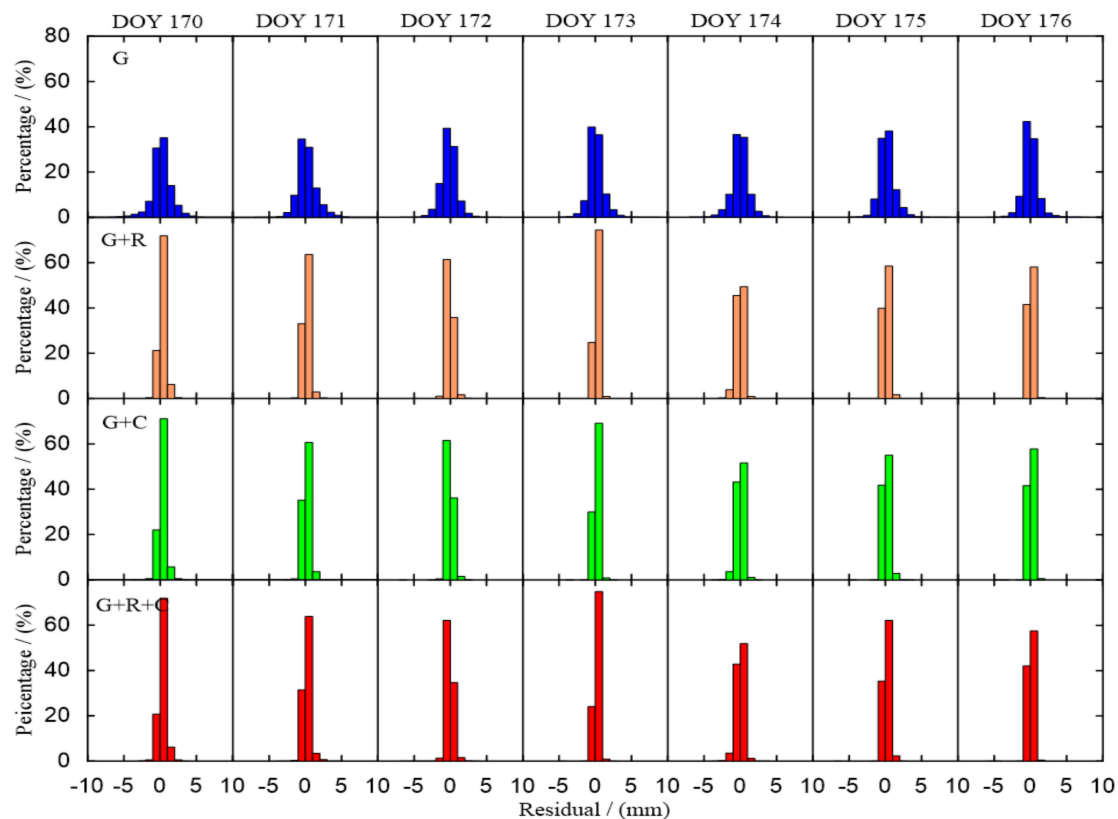 DOY 170 DOY 171 DOY 172 DOY 173 DOY 174 DOY 175 DOY 176
80
G
60
40
20
0
Percentage / (%)
G+R
60
40
20
0
Percentage / (%)
G+C
60
40
20
0
Percentage / (%)
G+R+C
60
40
20
0
Peicentage / (%)
-10 -5 0 5 10 -5 0 5 10 -5 0 5 10 -5 0 5 10 -5 0 5 10 -5 0 5 10 -5 0 5 10
Residual / (mm)